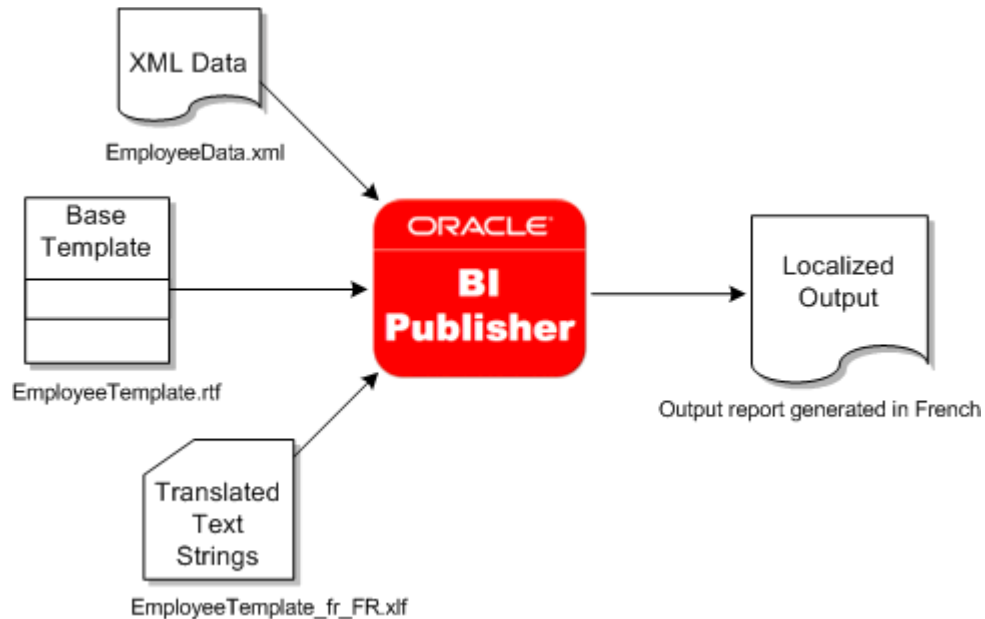 XML Data
EmployeeData.xml
Base
Template
EmployeeTemplate.rtf
Translated
Text
Strings
EmployeeTemplate_fr_FR.xlf
ORACLE
BI
Publisher
Localized
Output
Output report generated in French